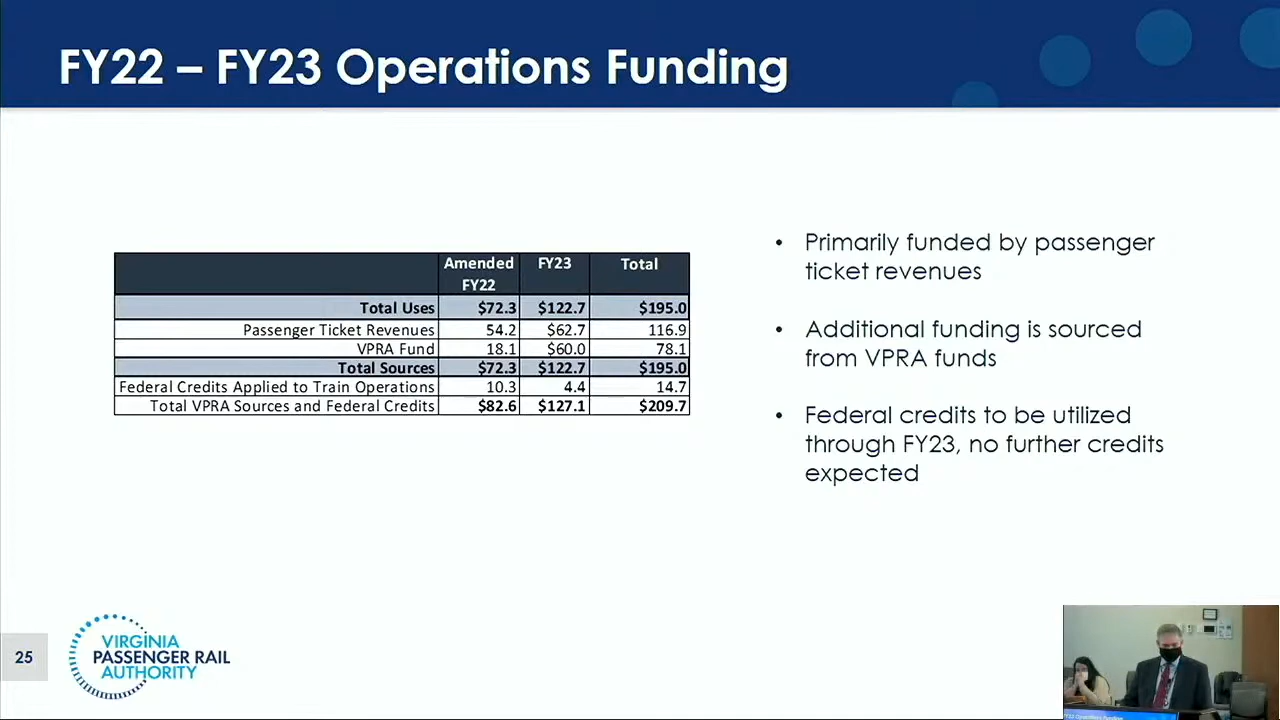 FY22 – FY23 Operations Funding
Amended FY22 FY23 Total
Total Uses $72.3 $122.7 $195.0
Passenger Ticket Revenues 54.2 $62.7 116.9
VPRA Fund 18.1 $60.0 78.1
Total Sources $72.3 $122.7 $195.0
Federal Credits Applied to Train Operations 10.3 4.4 14.7
Total VPRA Sources and Federal Credits $82.6 $127.1 $209.7
• Primarily funded by passenger
ticket revenues
• Additional funding is sourced
from VPRA funds
• Federal credits to be utilized
through FY23, no further credits
expected
25
VIRGINIA
PASSENGER RAIL
AUTHORITY
FY22 Operations Funding